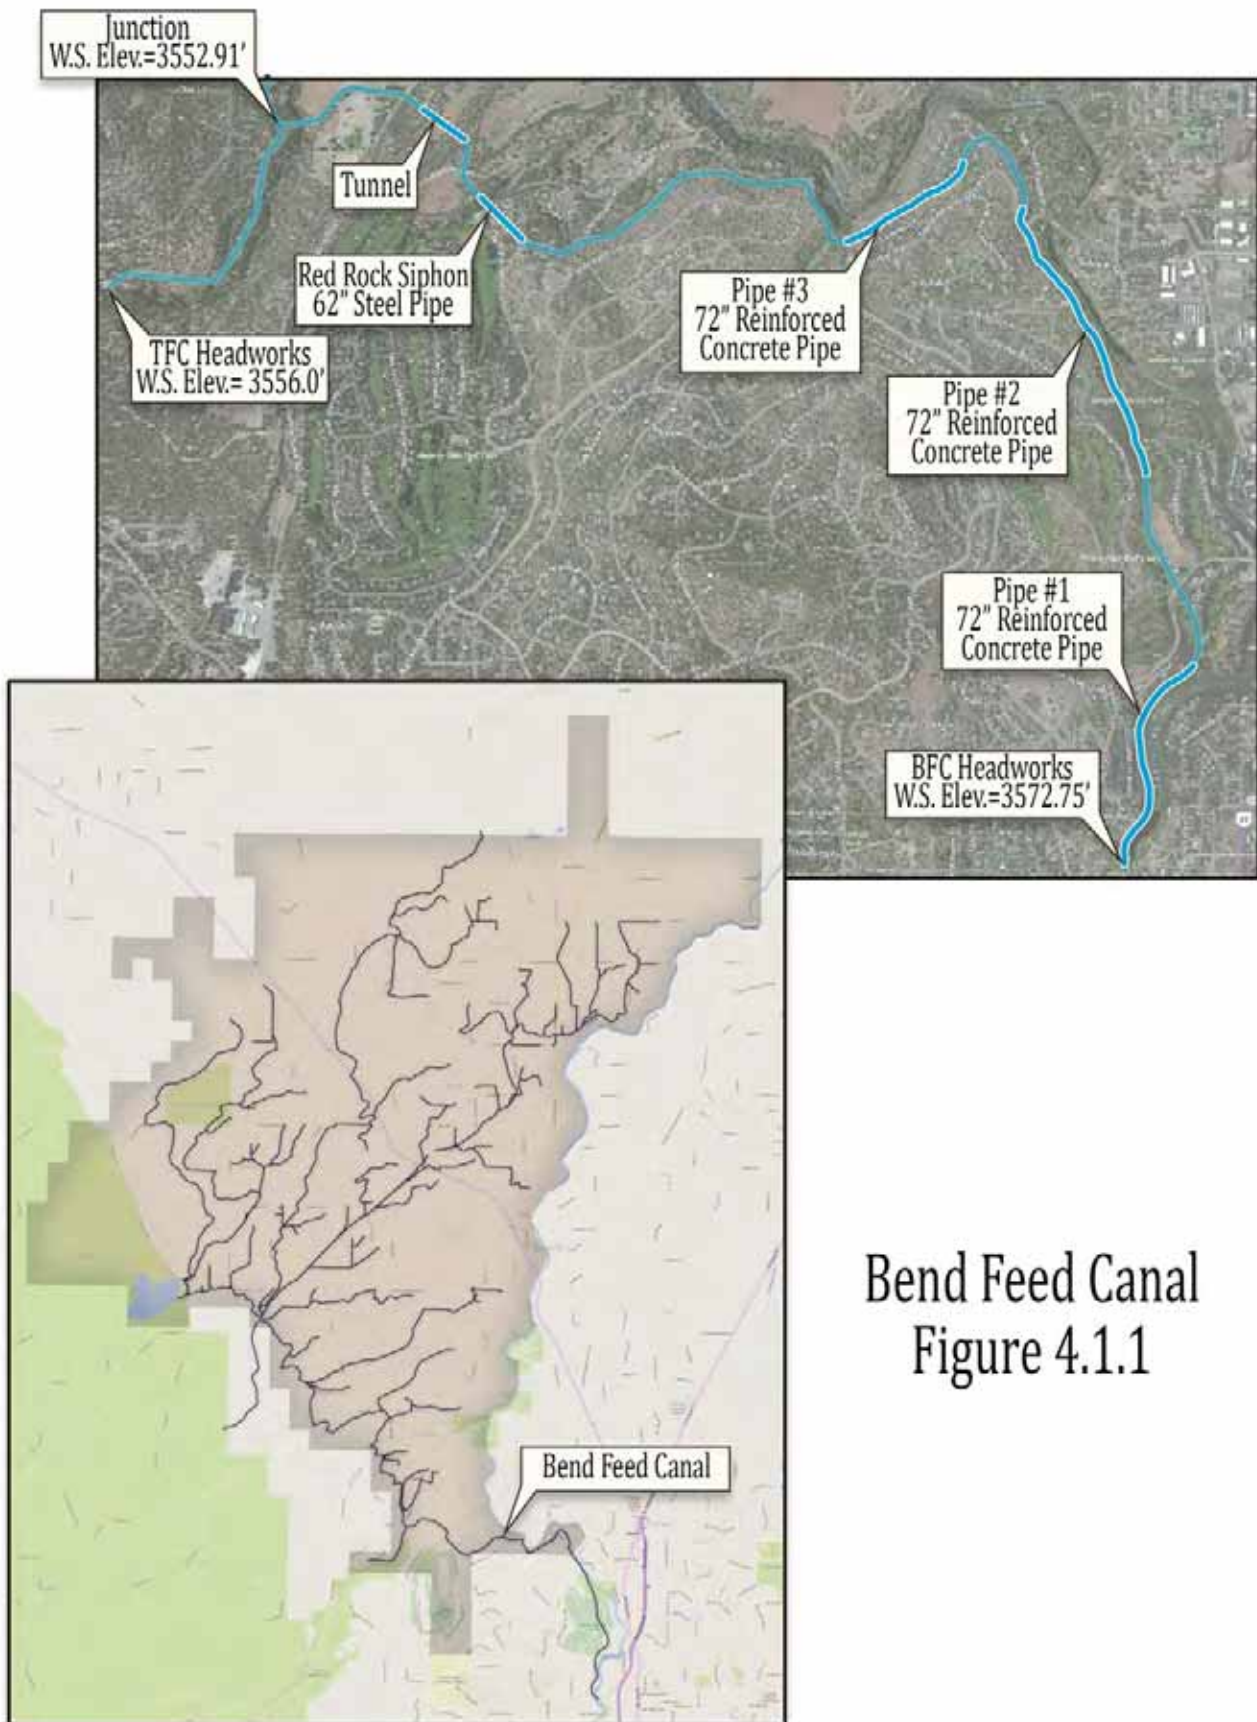 Junction
W.S. Elev.=3552.91'
Tunnel
Red Rock Siphon
62" Steel Pipe
TFC Headworks
W.S. Elev.= 3556.0'
Pipe #3
72" Reinforced
Concrete Pipe
Pipe #2
72" Reinforced
Concrete Pipe
Pipe #1
72" Reinforced
Concrete Pipe
BFC Headworks
W.S. Elev.=3572.75'
Bend Feed Canal
Figure 4.1.1
Bend Feed Canal